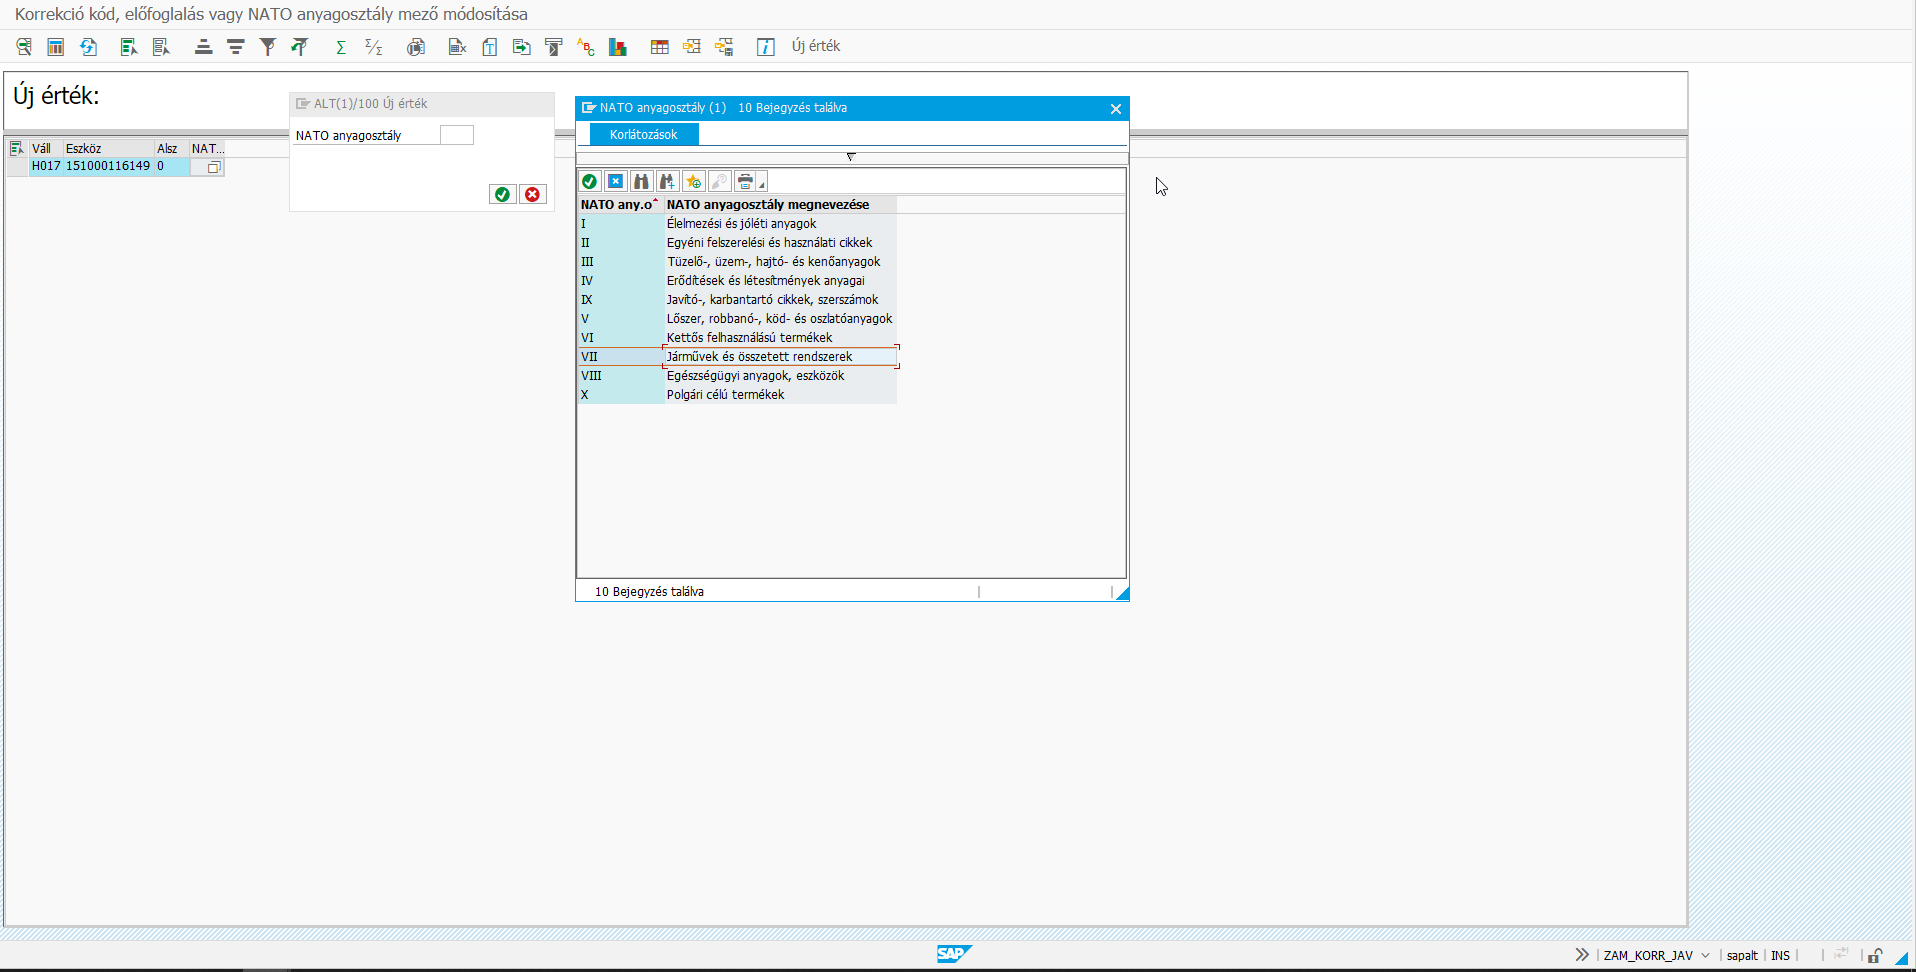 Korrekció kód, előfoglalás vagy NATO anyagosztály mező módosítása
Új érték
Új érték:
ALT(1)/100 Új érték
NATO anyagosztály
Váll Eszköz Alsz NAT...
H017 151000116149 0
NATO anyagosztály (1) 10 Bejegyzés találva
Korlátozások
NATO any.o NATO anyagosztály megnevezése
I Élelmezési és jóléti anyagok
II Egyéni felszerelési és használati cikkek
III Tüzelő-, üzem-, hajtó- és kenőanyagok
IV Erődítések és létesítmények anyagai
IX Javító-, karbantartó cikkek, szerszámok
V Lőszer, robbanó-, köd- és oszlatóanyagok
VI Kettős felhasználású termékek
VII Járművek és összetett rendszerek
VIII Egészségügyi anyagok, eszközök
X Polgári célú termékek
10 Bejegyzés találva
SAP
ZAM_KORR_JAV sapalt INS